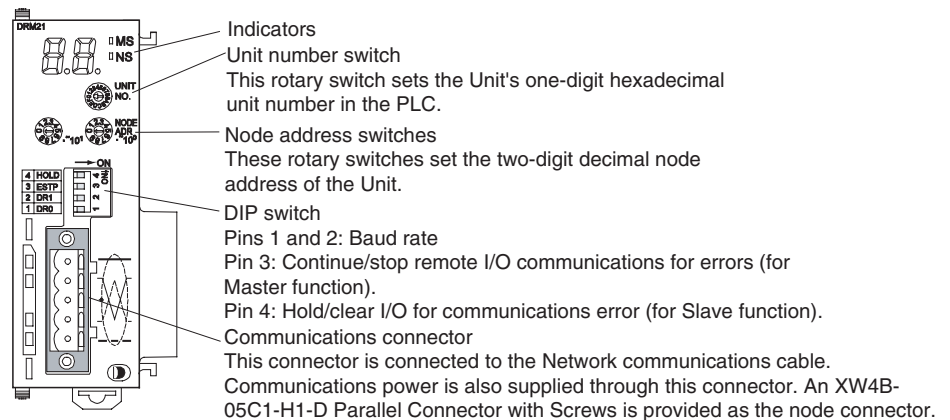 DRM21
MS
NS
UNIT
NO.
NODE
ADR
10¹
10⁰
ON
4 HOLD
3 ESTP
2 DR1
1 DR0
Indicators
Unit number switch
This rotary switch sets the Unit's one-digit hexadecimal
unit number in the PLC.
Node address switches
These rotary switches set the two-digit decimal node
address of the Unit.
DIP switch
Pins 1 and 2: Baud rate
Pin 3: Continue/stop remote I/O communications for errors (for
Master function).
Pin 4: Hold/clear I/O for communications error (for Slave function).
Communications connector
This connector is connected to the Network communications cable.
Communications power is also supplied through this connector. An XW4B-
05C1-H1-D Parallel Connector with Screws is provided as the node connector.